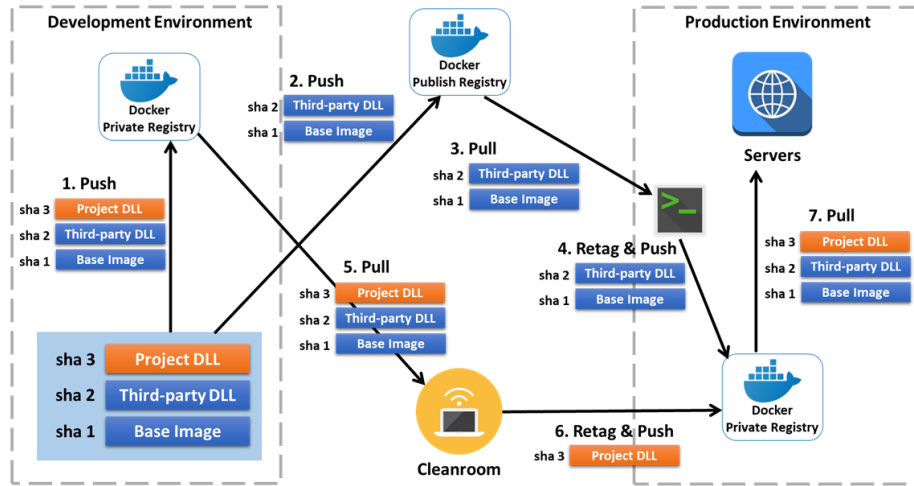 Development Environment
Docker
Private Registry
1. Push
sha 3 Project DLL
sha 2 Third-party DLL
sha 1 Base Image
sha 3 Project DLL
sha 2 Third-party DLL
sha 1 Base Image
Docker
Publish Registry
2. Push
sha 2 Third-party DLL
sha 1 Base Image
3. Pull
sha 2 Third-party DLL
sha 1 Base Image
>_
4. Retag & Push
sha 2 Third-party DLL
sha 1 Base Image
5. Pull
sha 3 Project DLL
sha 2 Third-party DLL
sha 1 Base Image
Cleanroom
6. Retag & Push
sha 3 Project DLL
Production Environment
Servers
7. Pull
sha 3 Project DLL
sha 2 Third-party DLL
sha 1 Base Image
Docker
Private Registry